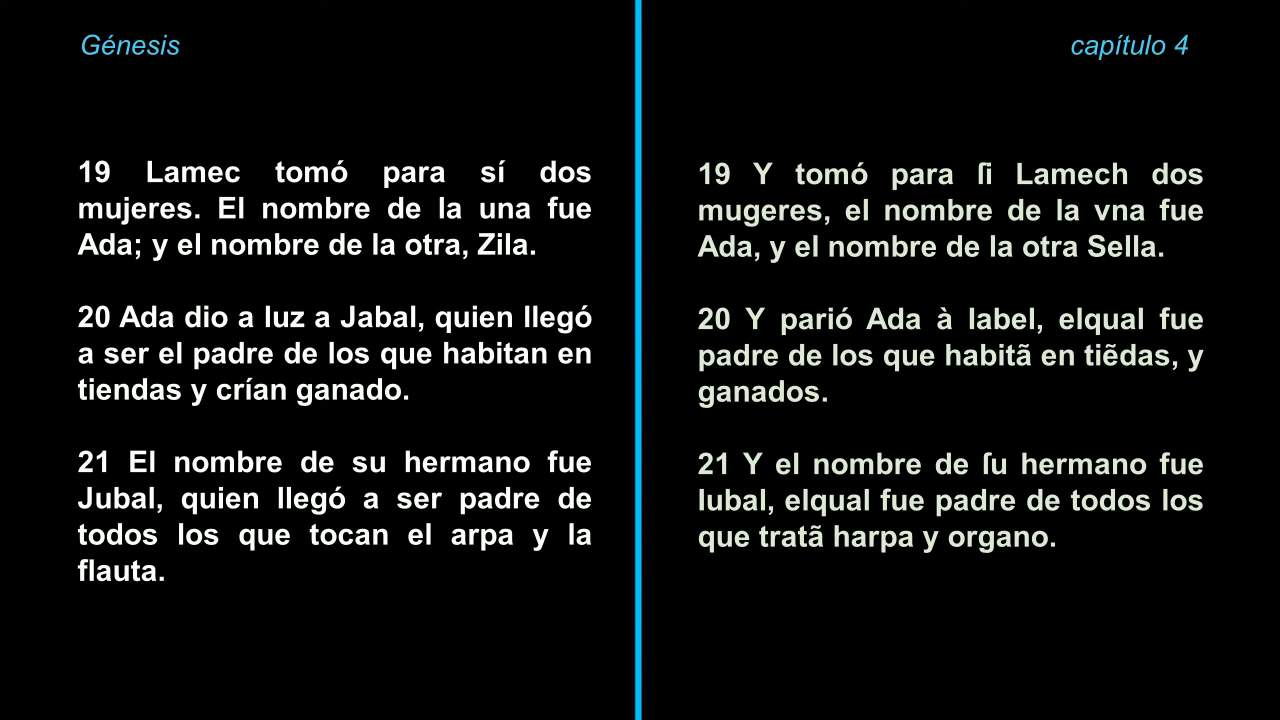 Génesis
capítulo 4
19 Lamec tomó para sí dos
mujeres. El nombre de la una fue
Ada; y el nombre de la otra, Zila.
20 Ada dio a luz a Jabal, quien llegó
a ser el padre de los que habitan en
tiendas y crían ganado.
21 El nombre de su hermano fue
Jubal, quien llegó a ser padre de
todos los que tocan el arpa y la
flauta.
19 Y tomó para ſi Lamech dos
mugeres, el nombre de la vna fue
Ada, y el nombre de la otra Sella.
20 Y parió Ada à Iabel, elqual fue
padre de los que habitã en tiẽdas, y
ganados.
21 Y el nombre de ſu hermano fue
Iubal, elqual fue padre de todos los
que tratã harpa y organo.